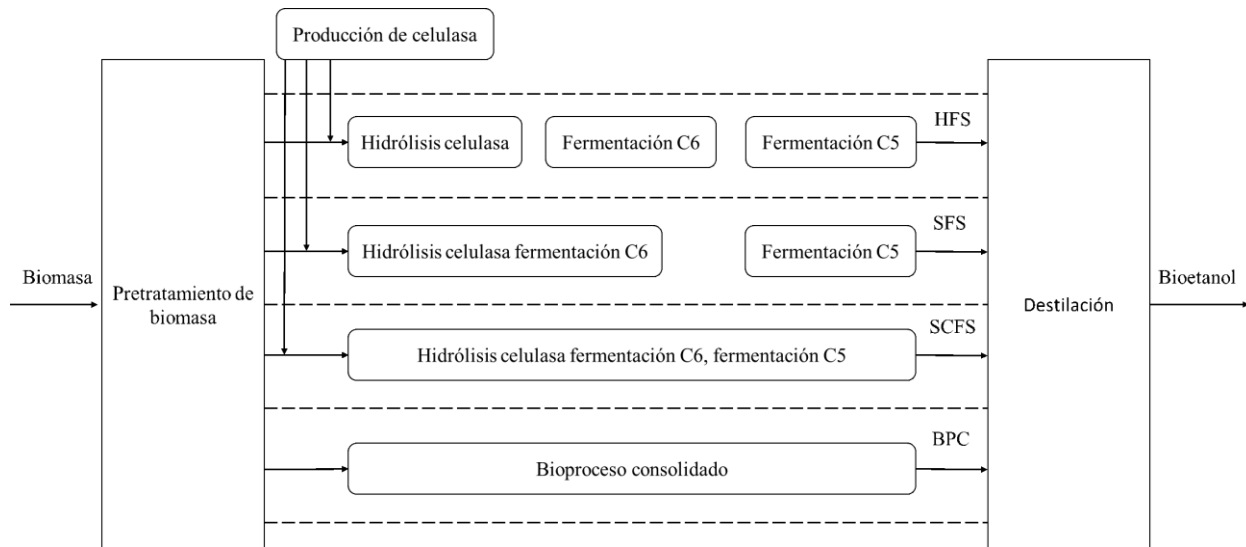 Producción de celulasa
HFS
Hidrólisis celulasa
Fermentación C6
Fermentación C5
SFS
Hidrólisis celulasa fermentación C6
Fermentación C5
Biomasa
Pretratamiento de
biomasa
Destilación
Bioetanol
SCFS
Hidrólisis celulasa fermentación C6, fermentación C5
BPC
Bioproceso consolidado